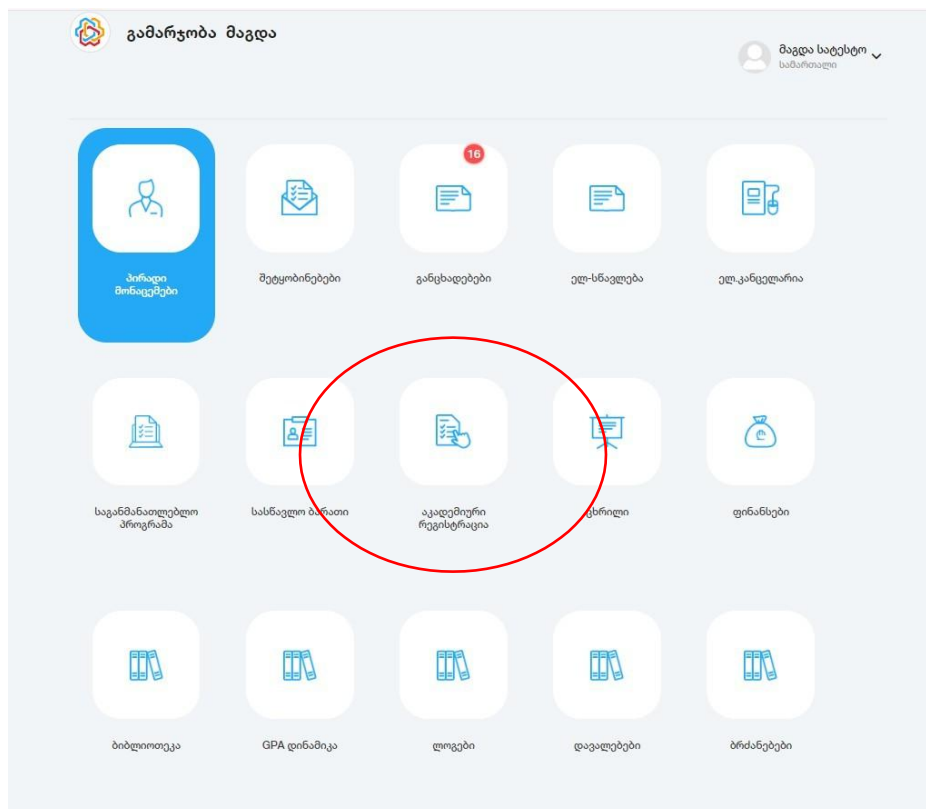 გამარჯობა მაგდა
მაგდა სატესტო
სამართალი
16
პირადი
მონაცემები
შეტყობინებები
განცხადებები
ელ-სწავლება
ელ.კანცელარია
საგანმანათლებლო
პროგრამა
სასწავლო ბარათი
აკადემიური
რეგისტრაცია
ცხრილი
ფინანსები
ბიბლიოთეკა
GPA დინამიკა
ლოგები
დავალებები
ბრძანებები